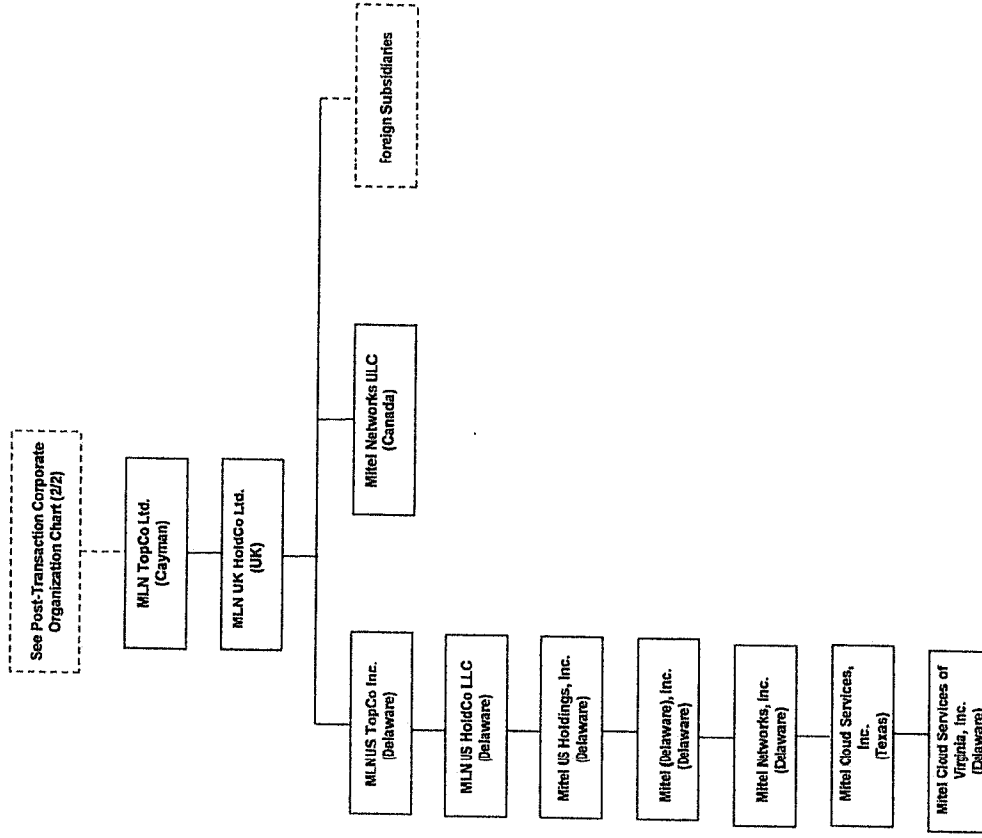 See Post-Transaction Corporate
Organization Chart (2/2)
MLN TopCo Ltd.
(Cayman)
MLN UK HoldCo Ltd.
(UK)
MLN US TopCo Inc.
(Delaware)
Mitel Networks ULC
(Canada)
Foreign Subsidiaries
MLN US HoldCo LLC
(Delaware)
Mitel US Holdings, Inc.
(Delaware)
Mitel (Delaware), Inc.
(Delaware)
Mitel Networks, Inc.
(Delaware)
Mitel Cloud Services,
Inc.
(Texas)
Mitel Cloud Services of
Virginia, Inc.
(Delaware)